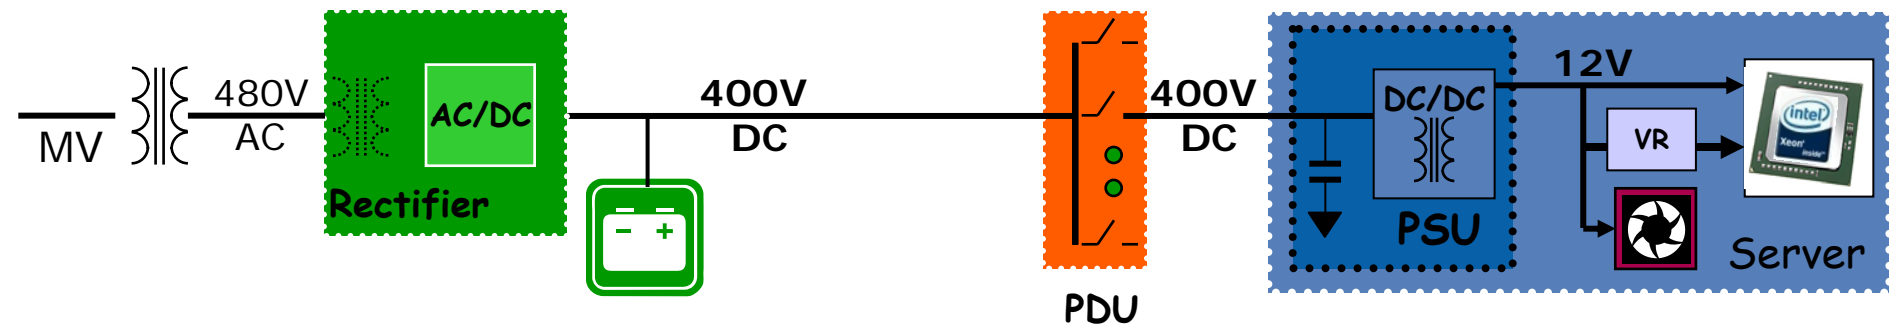 MV
480V
AC
AC/DC
Rectifier
400V
DC
− +
PDU
400V
DC
DC/DC
PSU
12V
VR
intel
Xeon
inside
Server